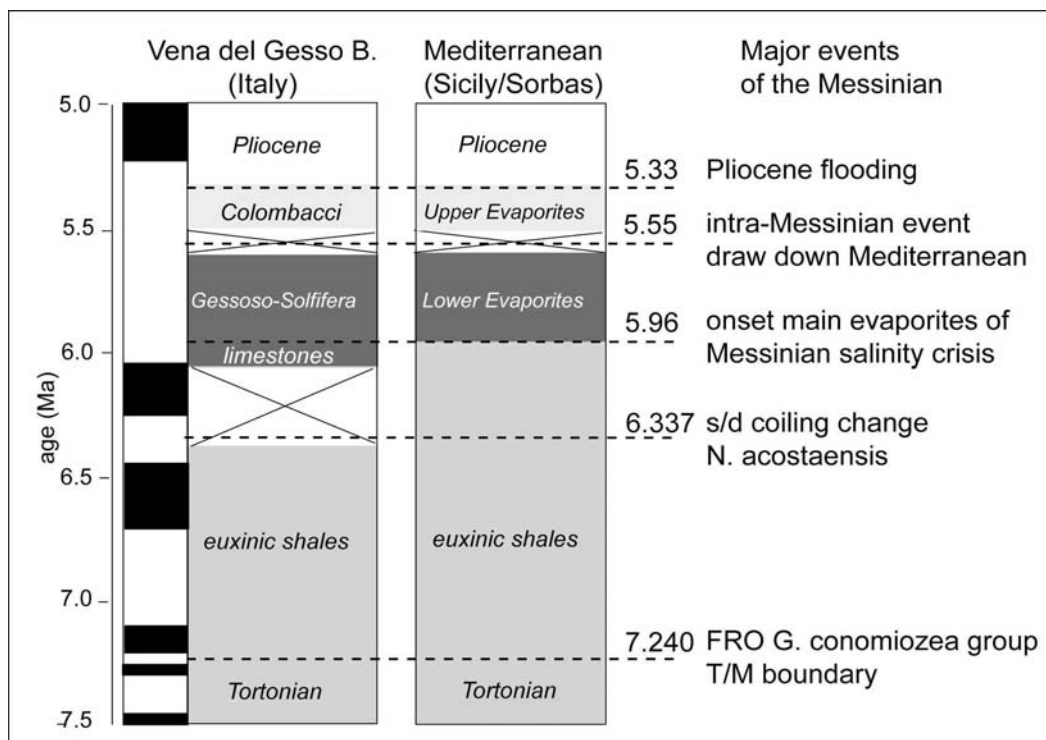 Vena del Gesso B.
(Italy)
Mediterranean
(Sicily/Sorbas)
Major events
of the Messinian
age (Ma)
5.0
5.5
6.0
6.5
7.0
7.5
Pliocene
Colombacci
Gessoso-Solfifera
limestones
euxinic shales
Tortonian
Pliocene
Upper Evaporites
Lower Evaporites
euxinic shales
Tortonian
5.33 Pliocene flooding
5.55 intra-Messinian event
draw down Mediterranean
5.96 onset main evaporites of
Messinian salinity crisis
6.337 s/d coiling change
N. acostaensis
7.240 FRO G. conomiozea group
T/M boundary